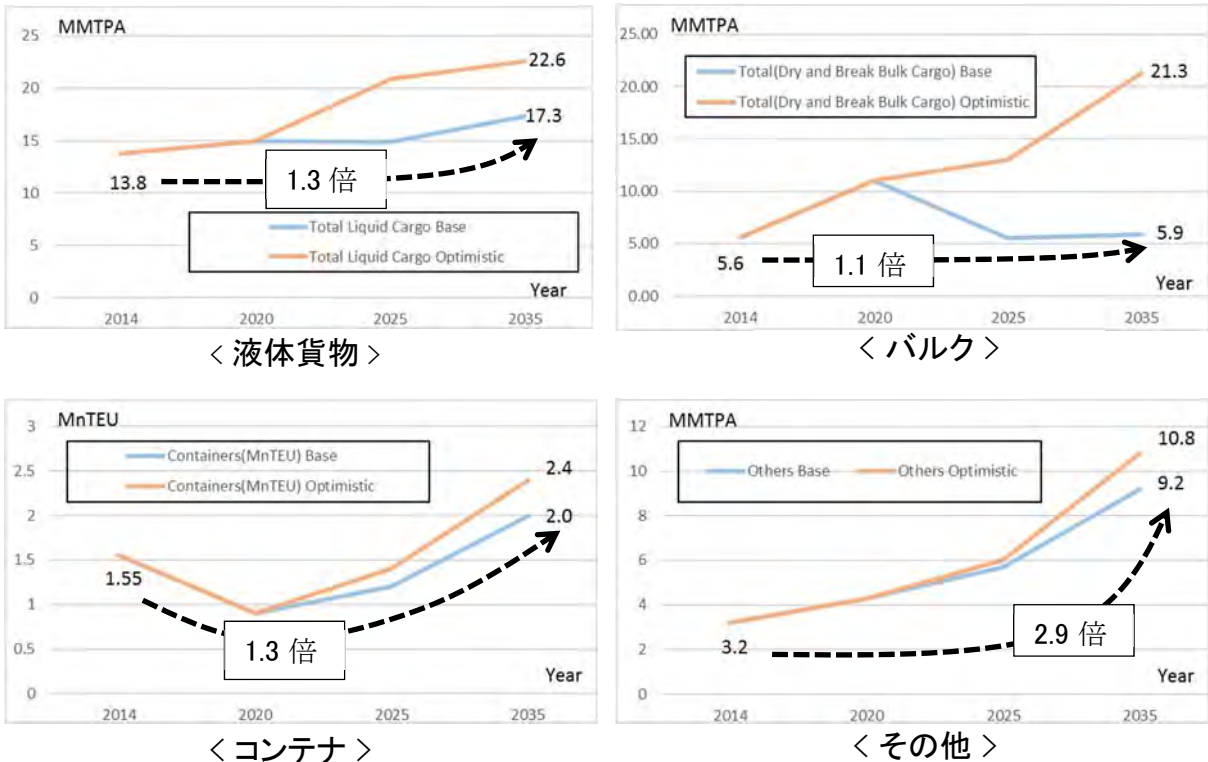 MMTPA
25
20
15
10
5
0
22.6
17.3
13.8
1.3 倍
Total Liquid Cargo Base
Total Liquid Cargo Optimistic
Year
2014 2020 2025 2035
< 液体貨物 >
MMTPA
25.00
20.00
15.00
10.00
5.00
0.00
Total(Dry and Break Bulk Cargo) Base
Total(Dry and Break Bulk Cargo) Optimistic
21.3
5.9
5.6
1.1 倍
Year
2014 2020 2025 2035
< バルク >
MnTEU
3
2.5
2
1.5
1
0.5
0
Containers(MnTEU) Base
Containers(MnTEU) Optimistic
2.4
2.0
1.55
1.3 倍
Year
2014 2020 2025 2035
< コンテナ >
MMTPA
12
10
8
6
4
2
0
Others Base Others Optimistic
10.8
9.2
3.2
2.9 倍
Year
2014 2020 2025 2035
< その他 >